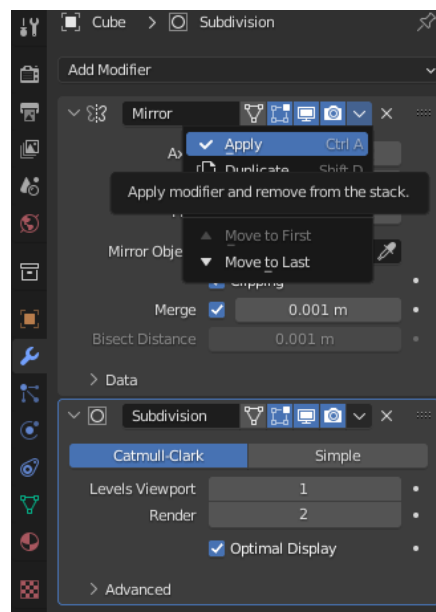 Cube > Subdivision
Add Modifier
Mirror
Apply Ctrl A
Duplicate Shift D
Apply modifier and remove from the stack.
Move to First
Mirror Obje
Move to Last
Clipping
Merge 0.001 m
Bisect Distance 0.001 m
> Data
Subdivision
Catmull-Clark Simple
Levels Viewport 1
Render 2
Optimal Display
> Advanced